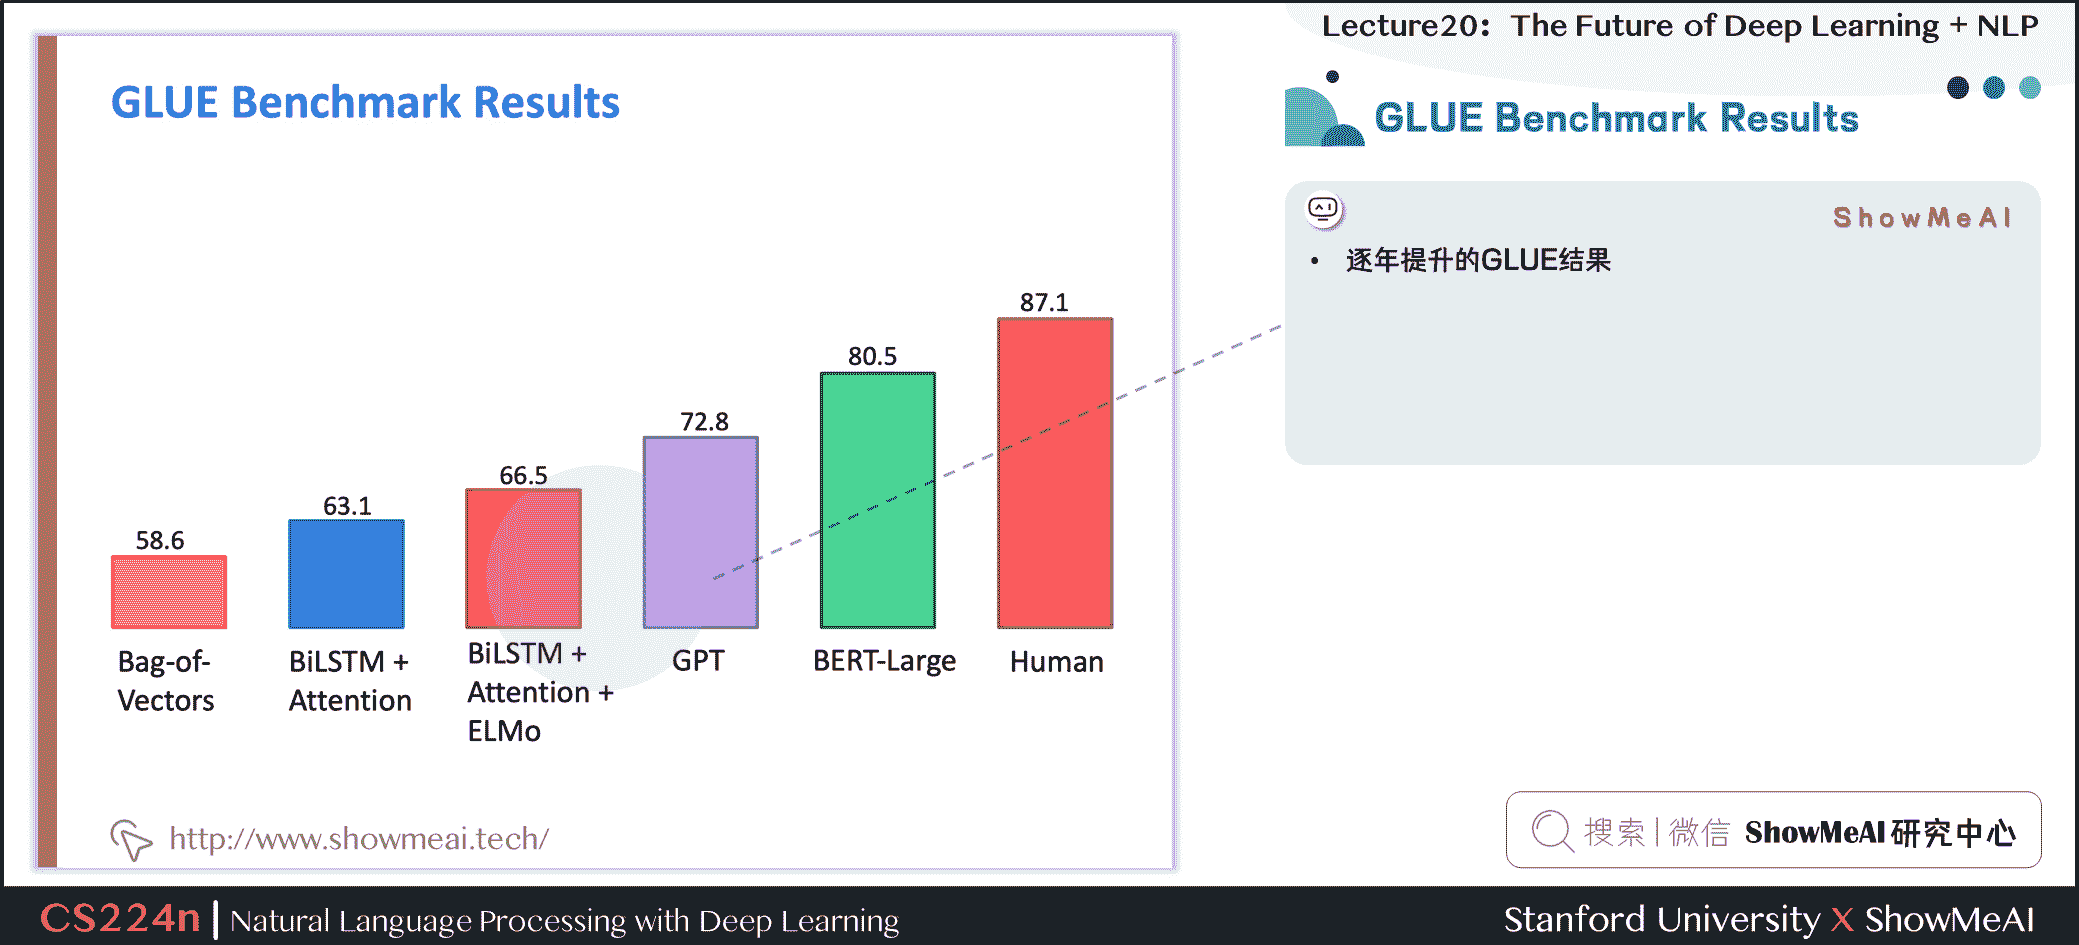 Lecture20：The Future of Deep Learning + NLP
GLUE Benchmark Results
87.1
80.5
72.8
66.5
63.1
58.6
Bag-of-
Vectors
BiLSTM +
Attention
BiLSTM +
Attention +
ELMo
GPT
BERT-Large
Human
http://www.showmeai.tech/
GLUE Benchmark Results
ShowMeAI
• 逐年提升的GLUE结果
搜索 | 微信 ShowMeAI 研究中心
CS224n | Natural Language Processing with Deep Learning
Stanford University X ShowMeAI